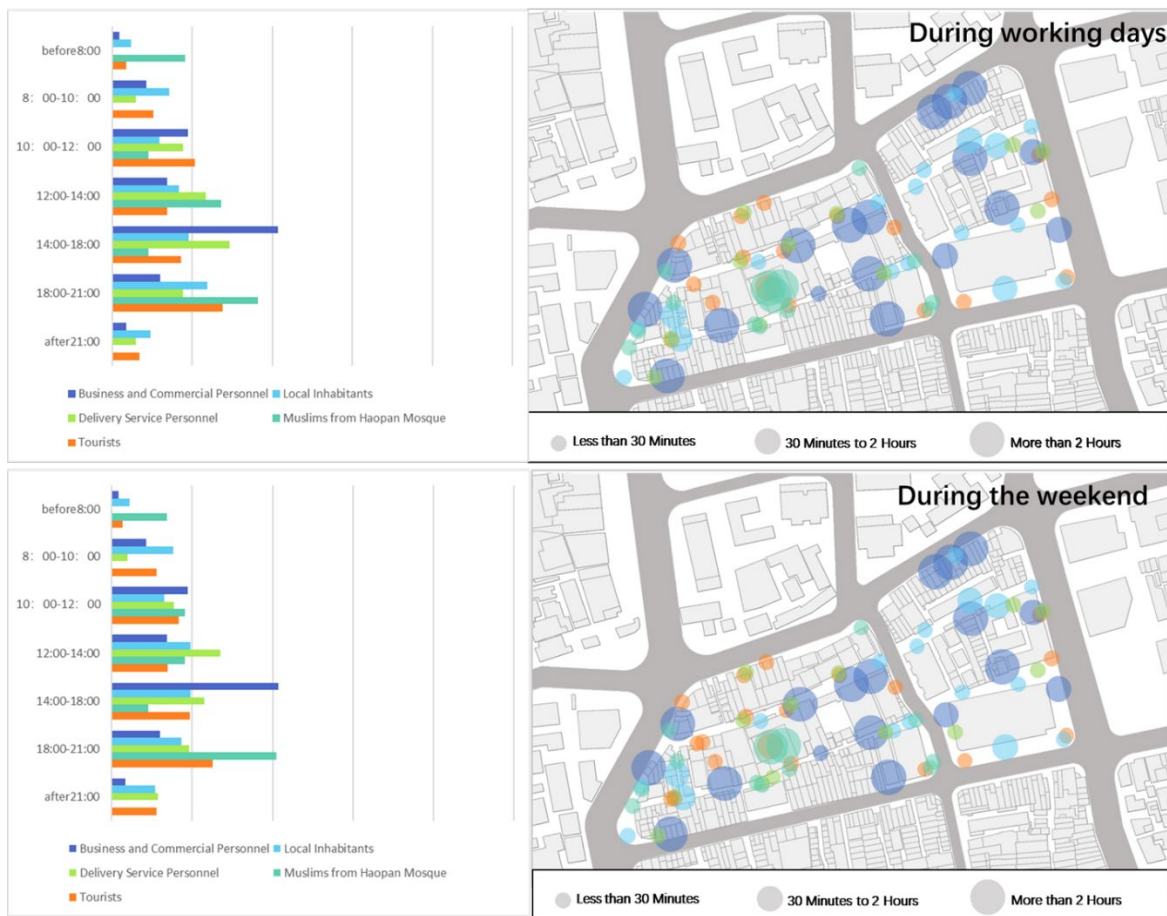 before8:00
8：00-10：00
10：00-12：00
12:00-14:00
14:00-18:00
18:00-21:00
after21:00
Business and Commercial Personnel
Local Inhabitants
Delivery Service Personnel
Muslims from Haopan Mosque
Tourists
During working days
Less than 30 Minutes
30 Minutes to 2 Hours
More than 2 Hours
before8:00
8：00-10：00
10：00-12：00
12:00-14:00
14:00-18:00
18:00-21:00
after21:00
Business and Commercial Personnel
Local Inhabitants
Delivery Service Personnel
Muslims from Haopan Mosque
Tourists
During the weekend
Less than 30 Minutes
30 Minutes to 2 Hours
More than 2 Hours